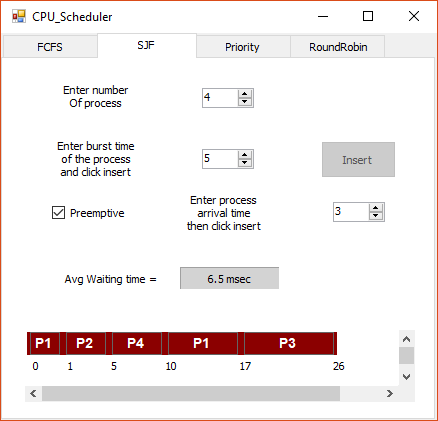 CPU_Scheduler
FCFS
SJF
Priority
RoundRobin
Enter number
Of process
4
Enter burst time
of the process
and click insert
5
Insert
Preemptive
Enter process
arrival time
then click insert
3
Avg Waiting time =
6.5 msec
P1 P2 P4 P1 P3
0 1 5 10 17 26